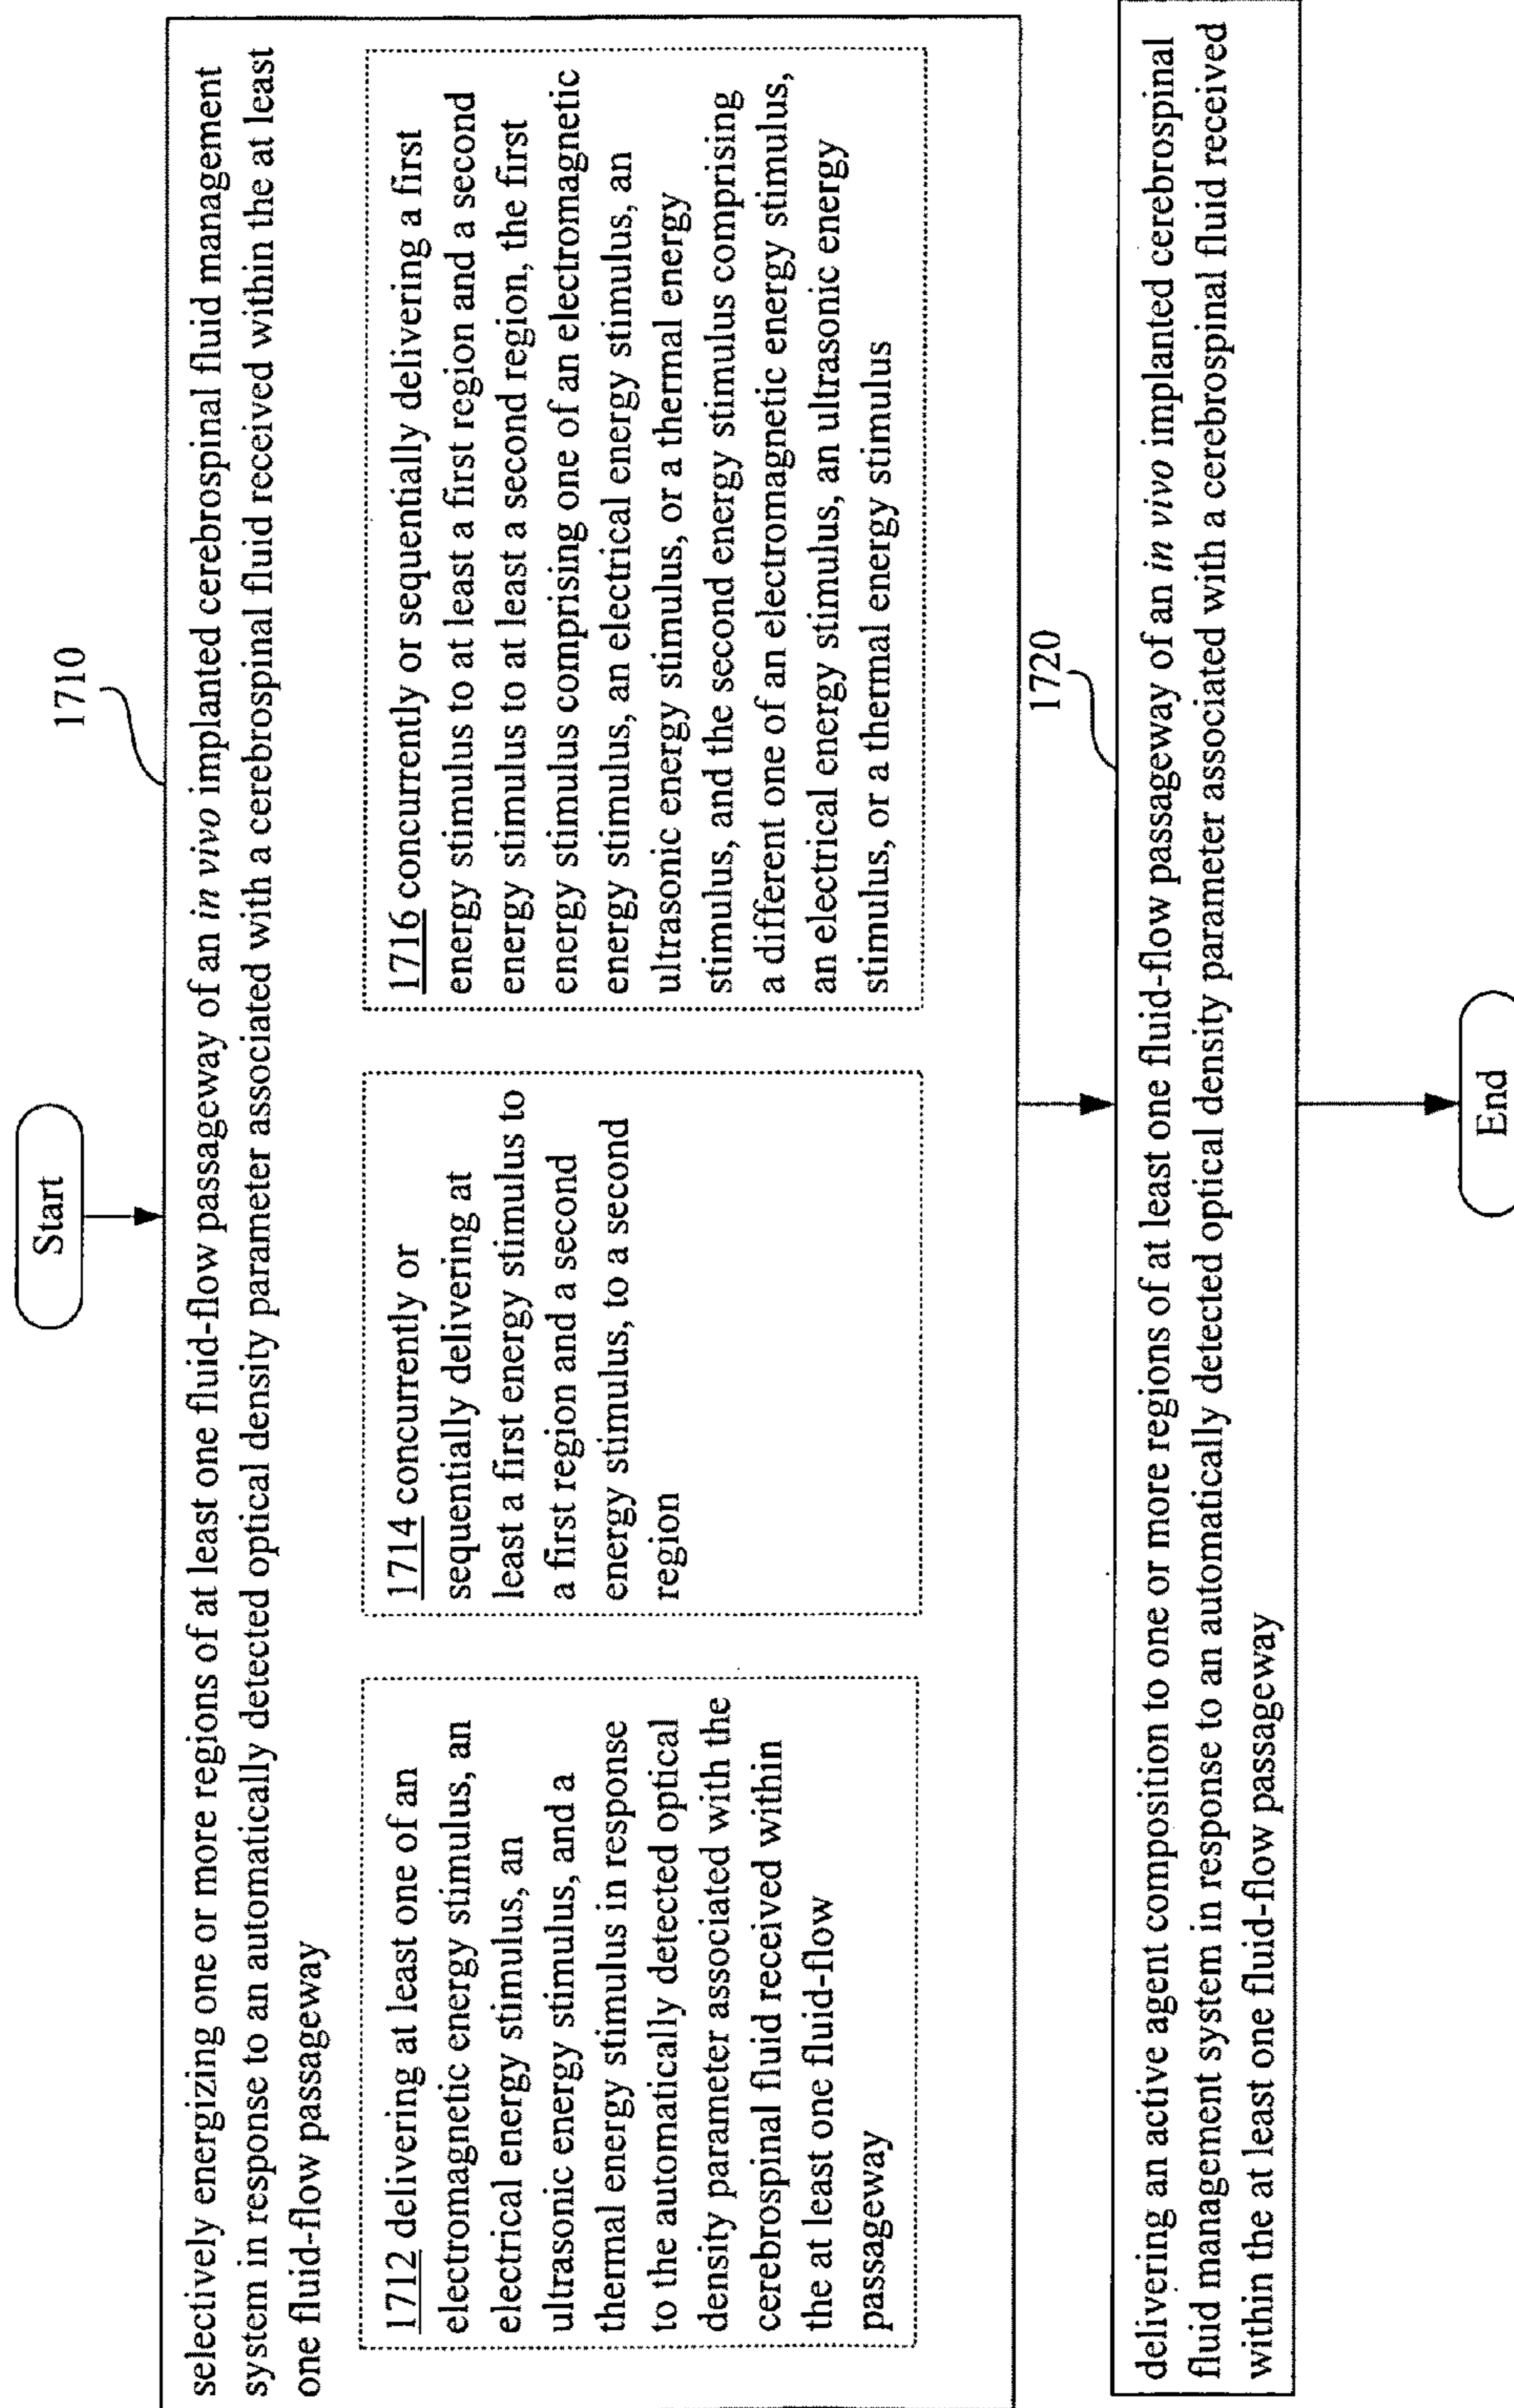 Start
1710
selectively energizing one or more regions of at least one fluid-flow passageway of an in vivo implanted cerebrospinal fluid management
system in response to an automatically detected optical density parameter associated with a cerebrospinal fluid received within the at least
one fluid-flow passageway
1712 delivering at least one of an
electromagnetic energy stimulus, an
electrical energy stimulus, an
ultrasonic energy stimulus, and a
thermal energy stimulus in response
to the automatically detected optical
density parameter associated with the
cerebrospinal fluid received within
the at least one fluid-flow
passageway
1714 concurrently or
sequentially delivering at
least a first energy stimulus to
a first region and a second
energy stimulus, to a second
region
1716 concurrently or sequentially delivering a first
energy stimulus to at least a first region and a second
energy stimulus to at least a second region, the first
energy stimulus comprising one of an electromagnetic
energy stimulus, an electrical energy stimulus, an
ultrasonic energy stimulus, or a thermal energy
stimulus, and the second energy stimulus comprising
a different one of an electromagnetic energy stimulus,
an electrical energy stimulus, an ultrasonic energy
stimulus, or a thermal energy stimulus
1720
delivering an active agent composition to one or more regions of at least one fluid-flow passageway of an in vivo implanted cerebrospinal
fluid management system in response to an automatically detected optical density parameter associated with a cerebrospinal fluid received
within the at least one fluid-flow passageway
End